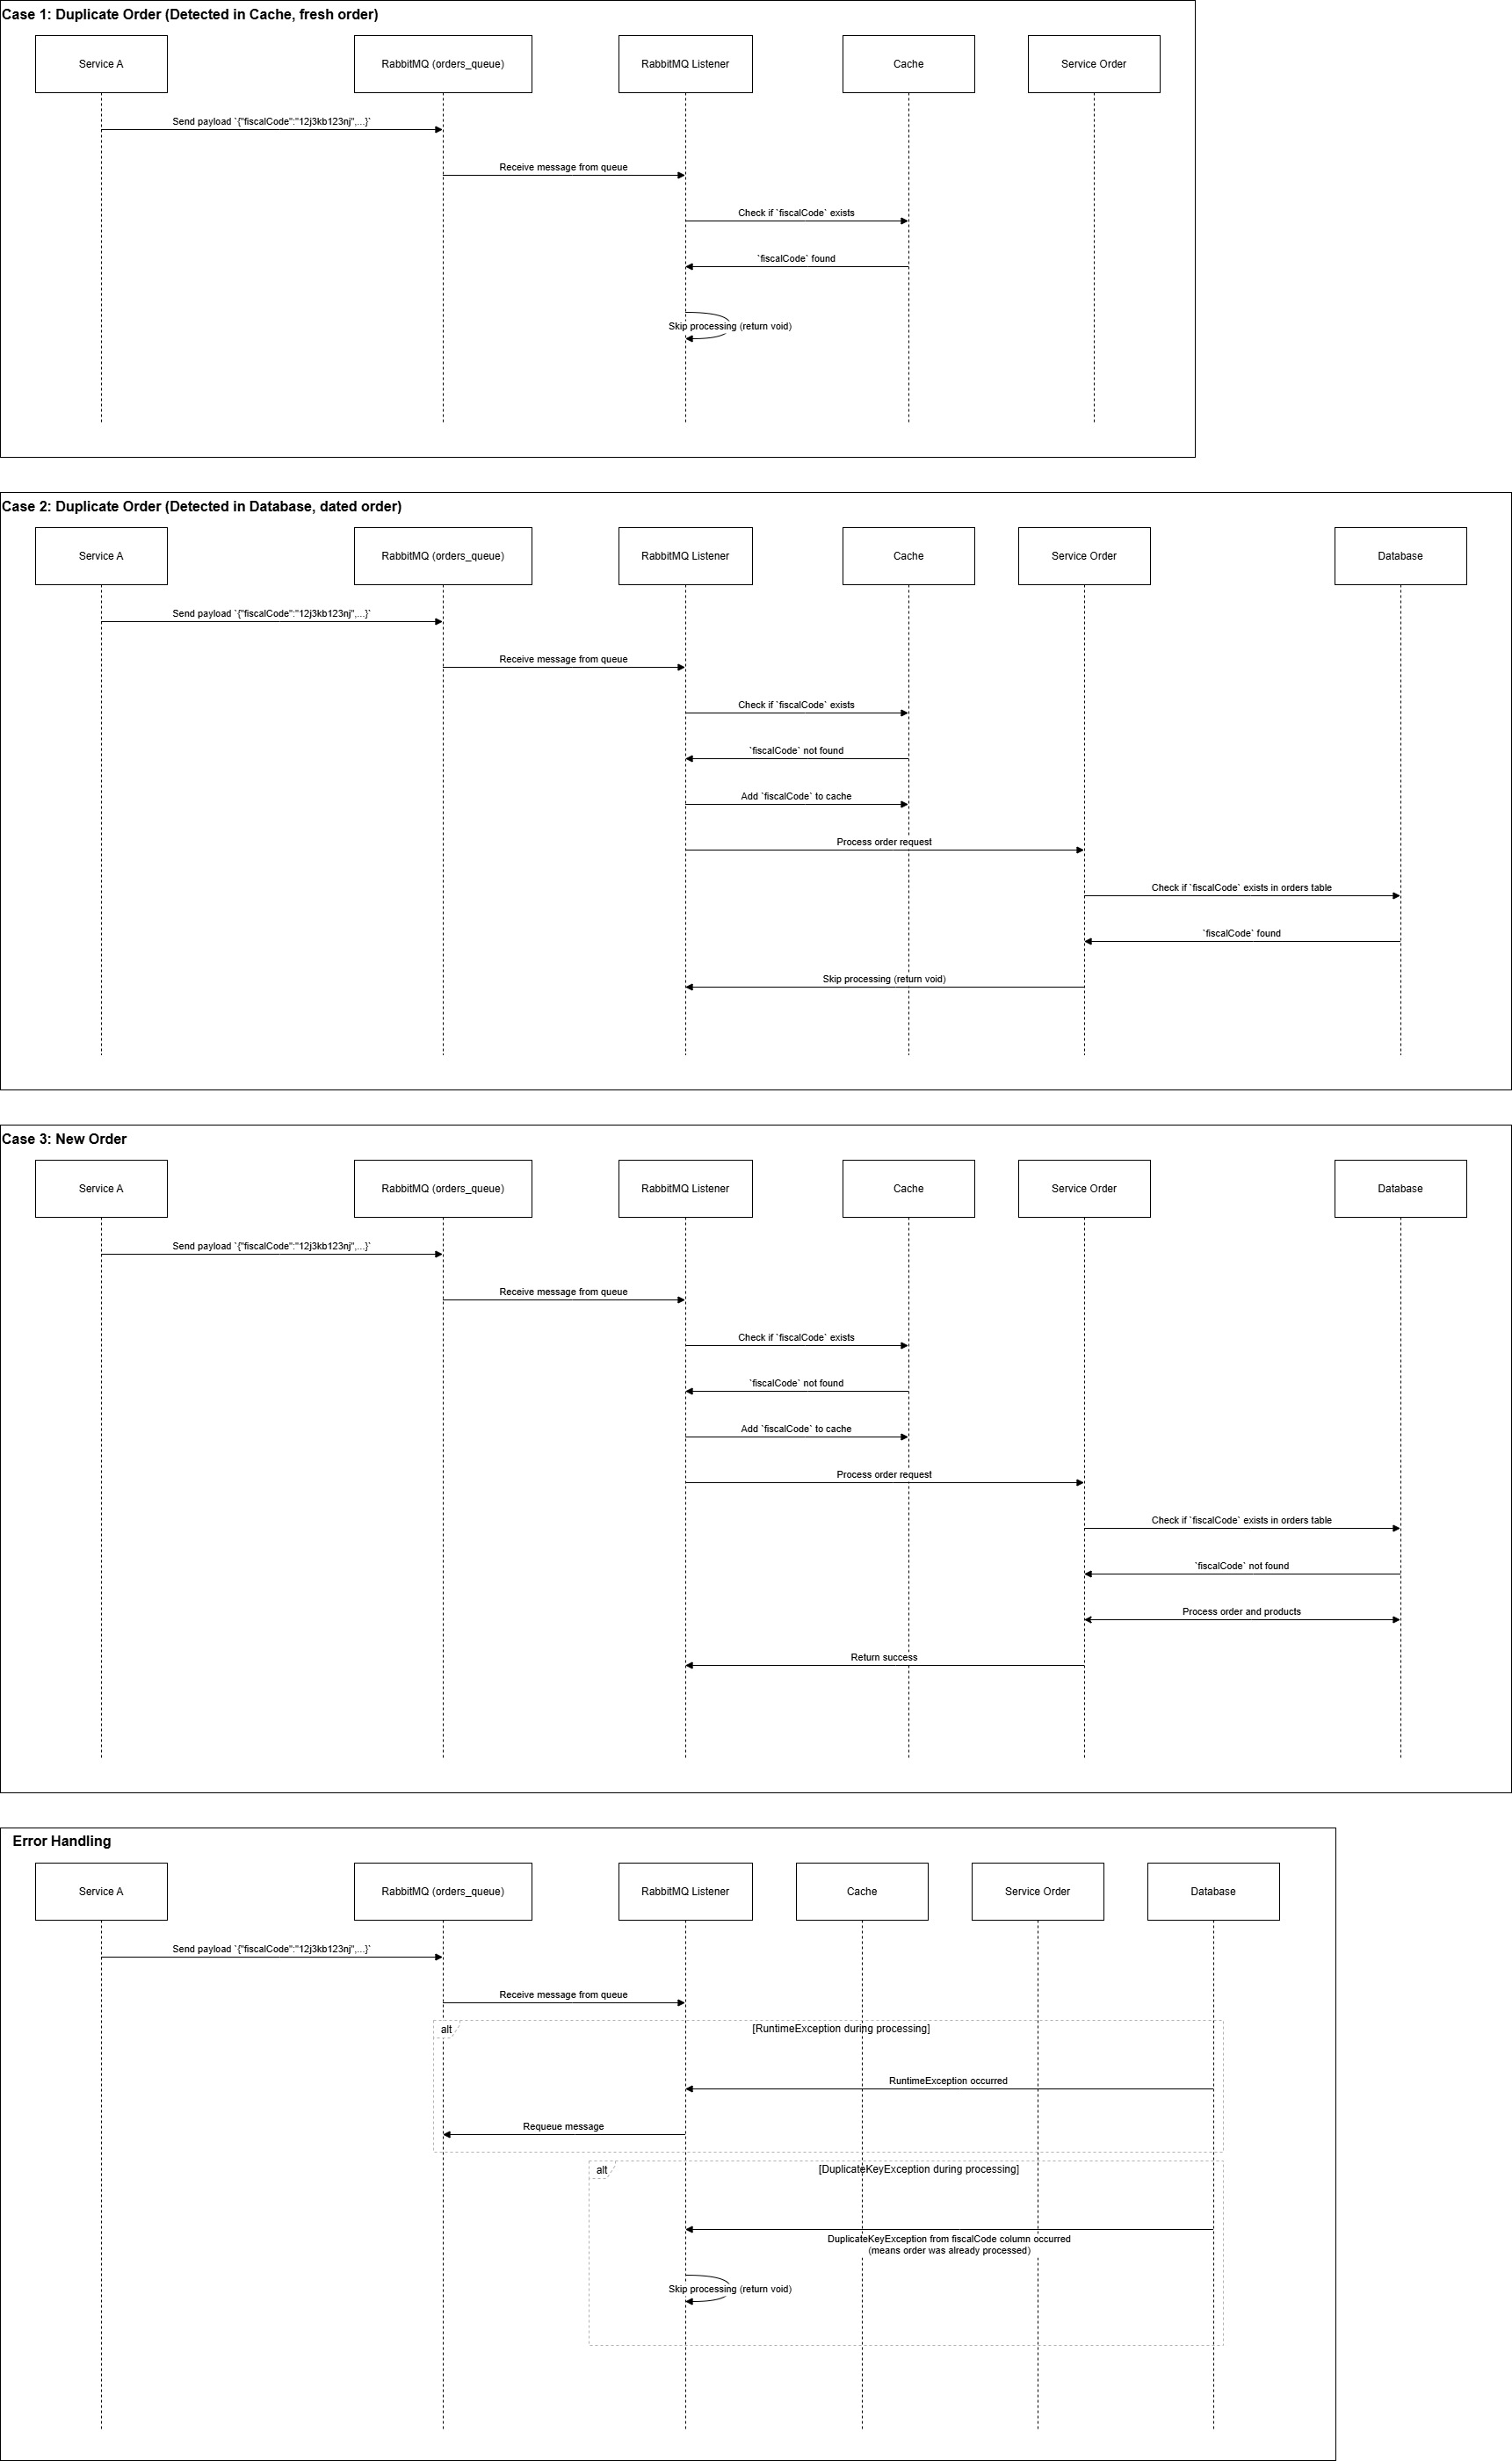 Case 1: Duplicate Order (Detected in Cache, fresh order)
Service A
RabbitMQ (orders_queue)
RabbitMQ Listener
Cache
Service Order
Send payload `{"fiscalCode":"12j3kb123nj",...}`
Receive message from queue
Check if `fiscalCode` exists
`fiscalCode` found
Skip processing (return void)
Case 2: Duplicate Order (Detected in Database, dated order)
Service A
RabbitMQ (orders_queue)
RabbitMQ Listener
Cache
Service Order
Database
Send payload `{"fiscalCode":"12j3kb123nj",...}`
Receive message from queue
Check if `fiscalCode` exists
`fiscalCode` not found
Add `fiscalCode` to cache
Process order request
Check if `fiscalCode` exists in orders table
`fiscalCode` found
Skip processing (return void)
Case 3: New Order
Service A
RabbitMQ (orders_queue)
RabbitMQ Listener
Cache
Service Order
Database
Send payload `{"fiscalCode":"12j3kb123nj",...}`
Receive message from queue
Check if `fiscalCode` exists
`fiscalCode` not found
Add `fiscalCode` to cache
Process order request
Check if `fiscalCode` exists in orders table
`fiscalCode` not found
Process order and products
Return success
Error Handling
Service A
RabbitMQ (orders_queue)
RabbitMQ Listener
Cache
Service Order
Database
Send payload `{"fiscalCode":"12j3kb123nj",...}`
Receive message from queue
alt
[RuntimeException during processing]
RuntimeException occurred
Requeue message
alt
[DuplicateKeyException during processing]
DuplicateKeyException from fiscalCode column occurred
(means order was already processed)
Skip processing (return void)